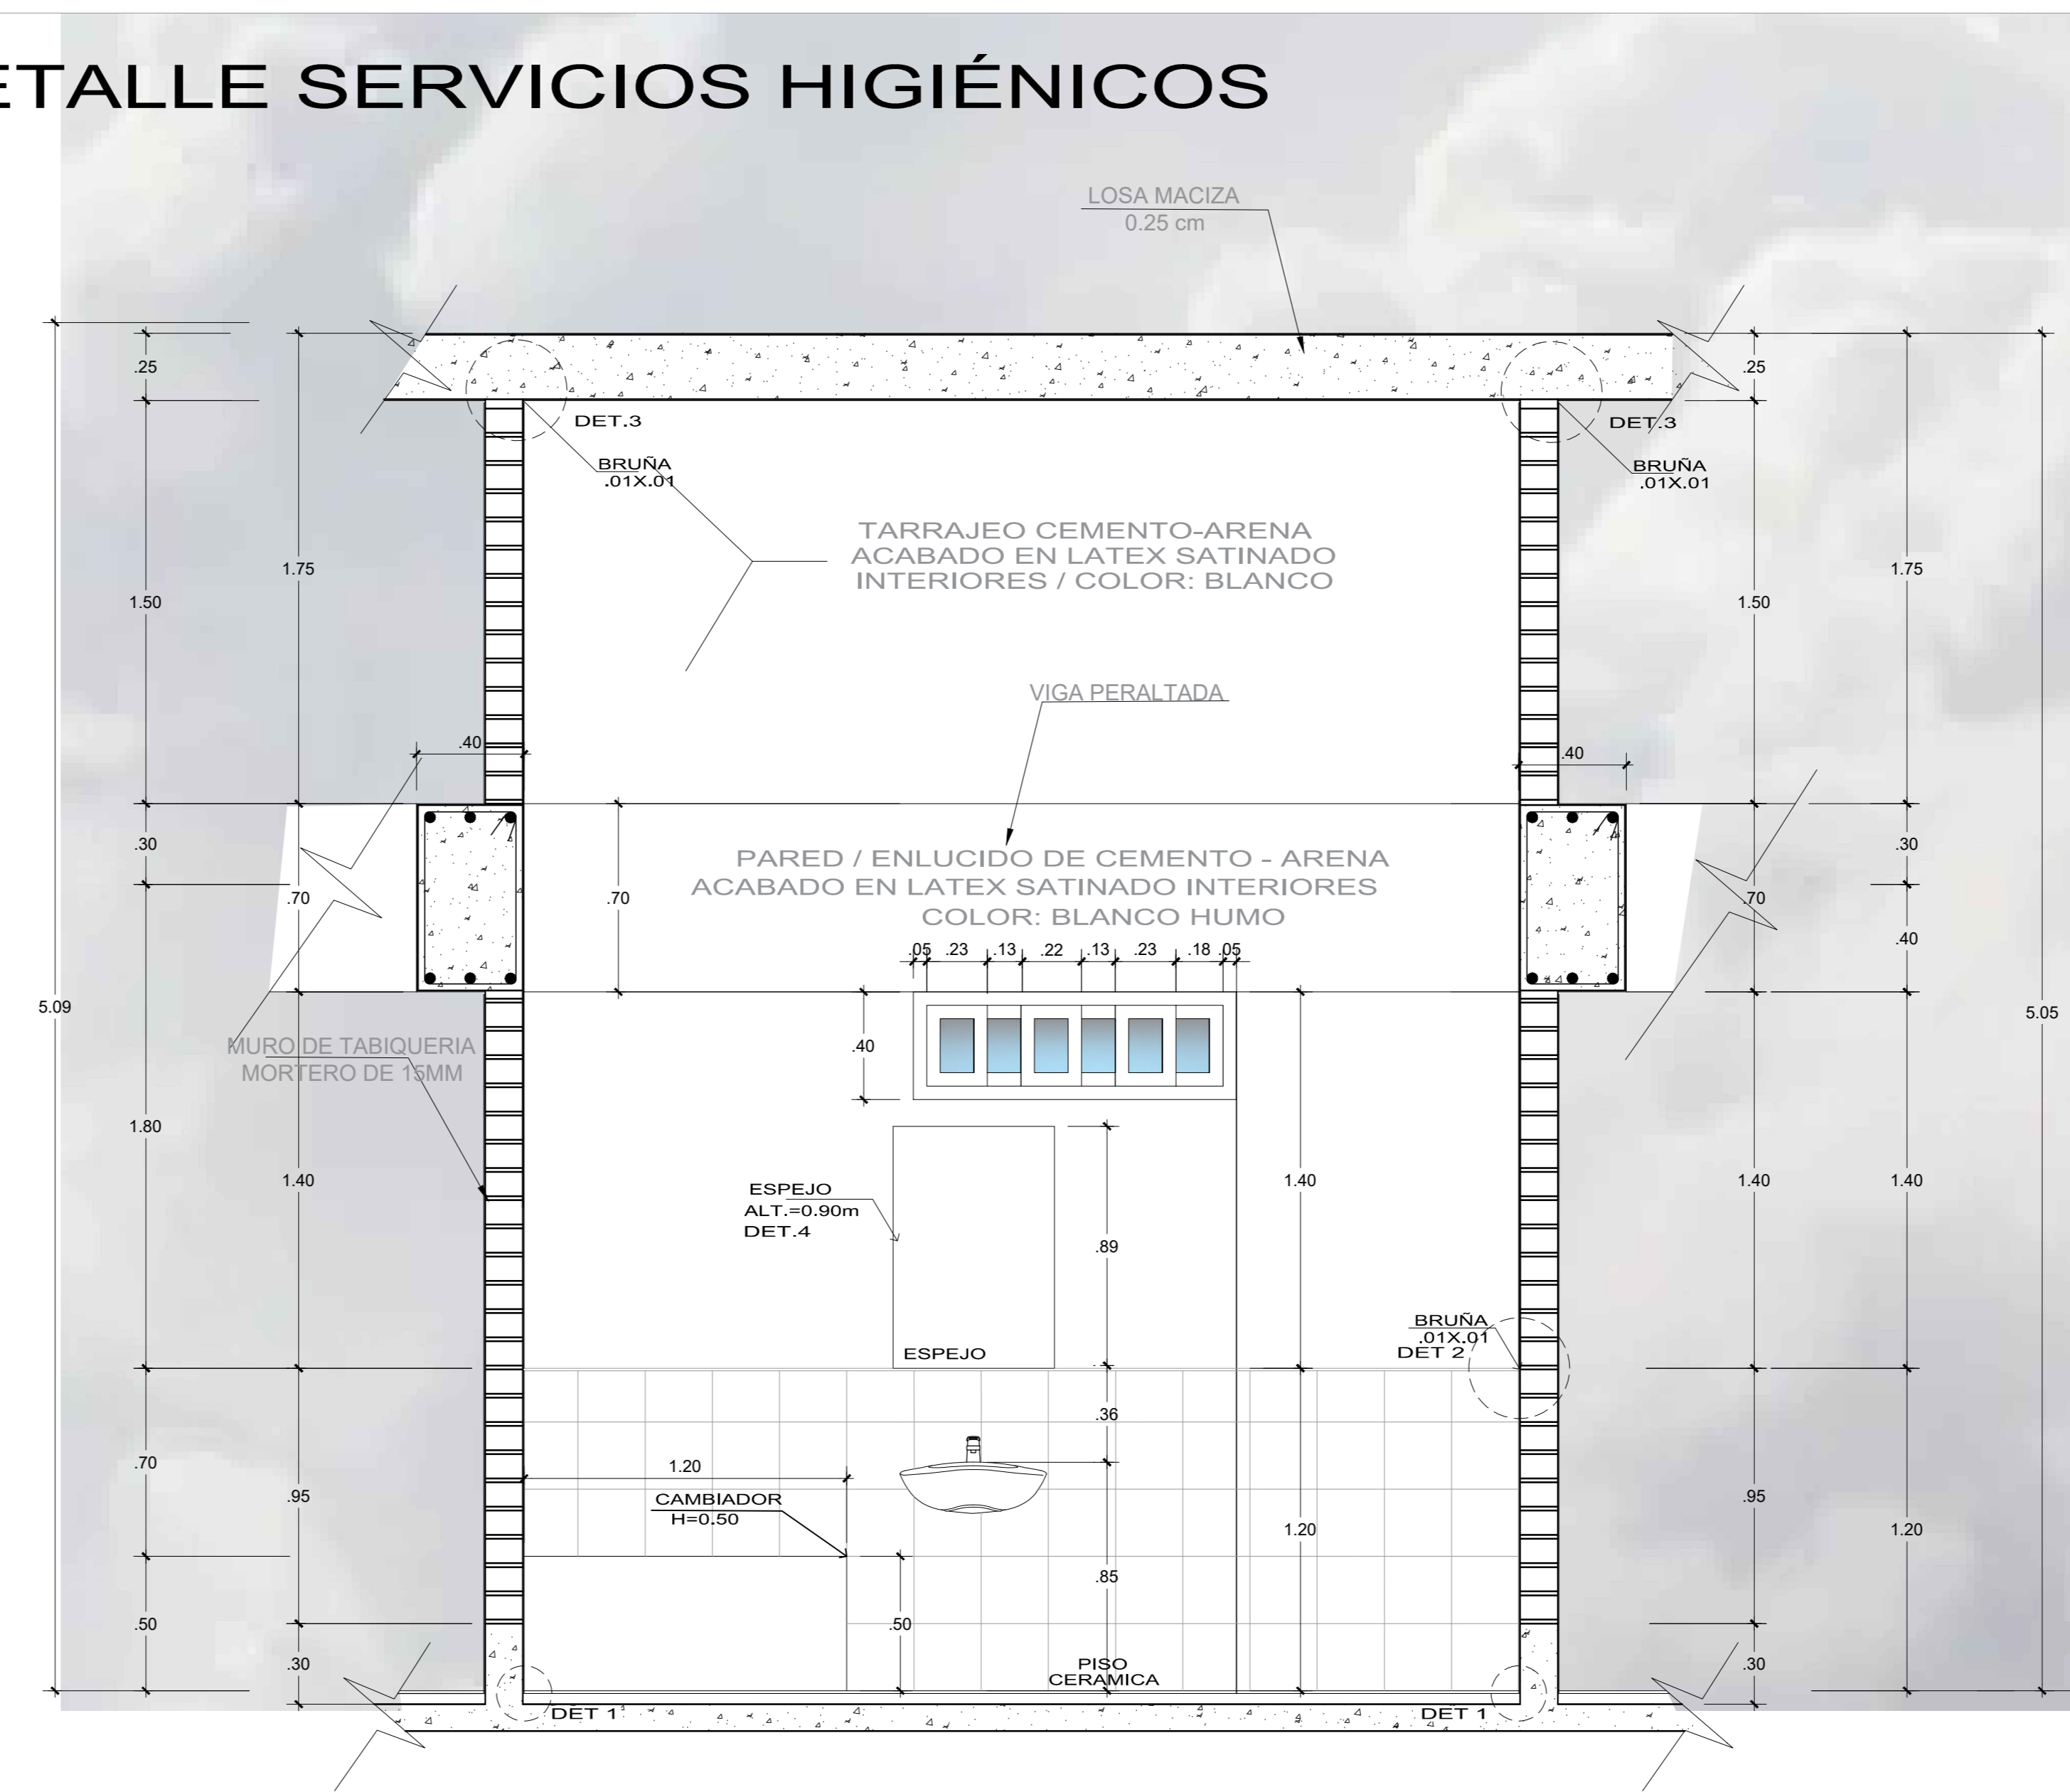 ETALLE SERVICIOS HIGIÉNICOS
LOSA MACIZA
0.25 cm
.25
.25
DET.3
DET.3
BRUÑA
.01X.01
BRUÑA
.01X.01
TARRAJEO CEMENTO-ARENA
ACABADO EN LATEX SATINADO
INTERIORES / COLOR: BLANCO
1.75
1.75
1.50
1.50
VIGA PERALTADA
.40
.40
.30
.30
PARED / ENLUCIDO DE CEMENTO - ARENA
ACABADO EN LATEX SATINADO INTERIORES
COLOR: BLANCO HUMO
.70
.70
.70
.40
.05 .23 .13 .22 .13 .23 .18 .05
5.09
5.05
MURO DE TABIQUERIA
MORTERO DE 15MM
.40
1.80
1.40
1.40
1.40
1.40
ESPEJO
ALT.=0.90m
DET.4
.89
BRUÑA
.01X.01
DET 2
ESPEJO
.36
.70
1.20
.95
.95
CAMBIADOR
H=0.50
1.20
1.20
.85
.50
.50
.30
.30
PISO
CERAMICA
DET 1
DET 1